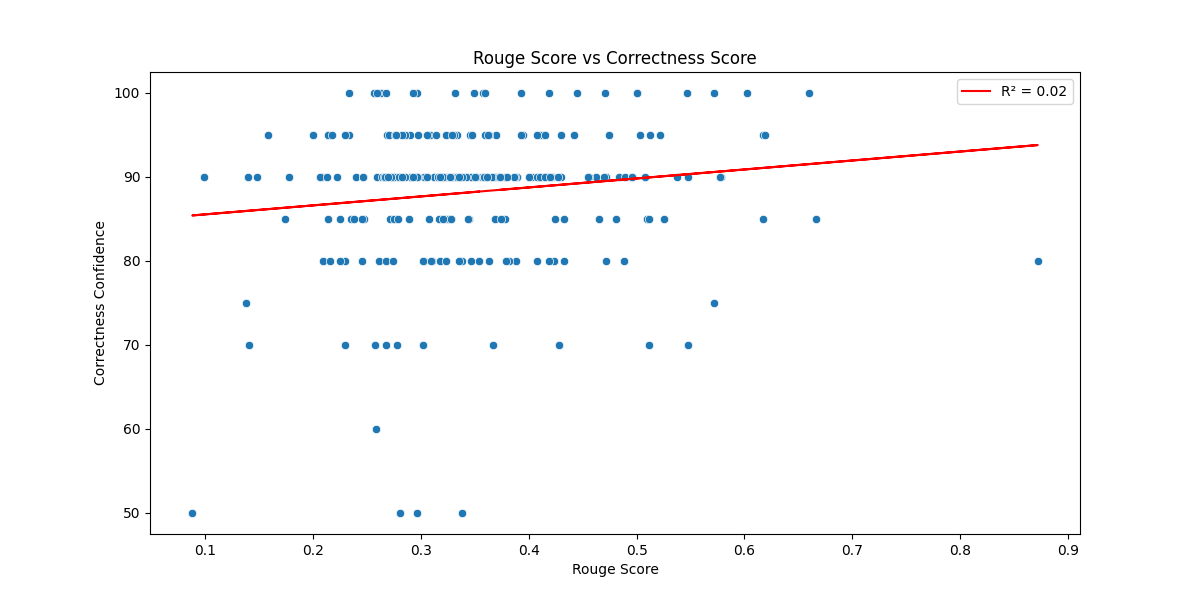 Rouge Score vs Correctness Score
R² = 0.02
Correctness Confidence
100
90
80
70
60
50
0.1 0.2 0.3 0.4 0.5 0.6 0.7 0.8 0.9
Rouge Score